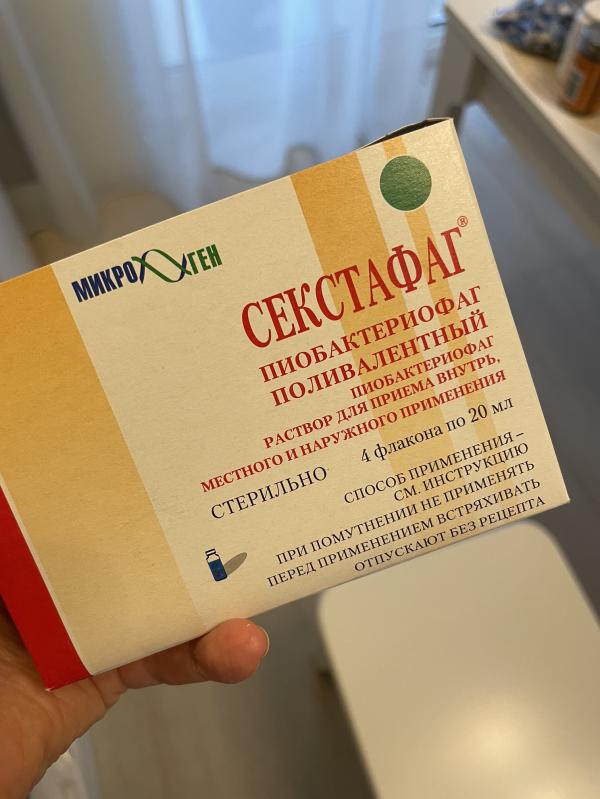 МИКРОГЕН
СЕКСТАФАГ®
ПИОБАКТЕРИОФАГ
ПОЛИВАЛЕНТНЫЙ
ПИОБАКТЕРИОФАГ
РАСТВОР ДЛЯ ПРИЕМА ВНУТРЬ,
МЕСТНОГО И НАРУЖНОГО ПРИМЕНЕНИЯ
СТЕРИЛЬНО 4 флакона по 20 мл
СПОСОБ ПРИМЕНЕНИЯ –
СМ. ИНСТРУКЦИЮ
ПРИ ПОМУТНЕНИИ НЕ ПРИМЕНЯТЬ
ПЕРЕД ПРИМЕНЕНИЕМ ВСТРЯХИВАТЬ
ОТПУСКАЮТ БЕЗ РЕЦЕПТА